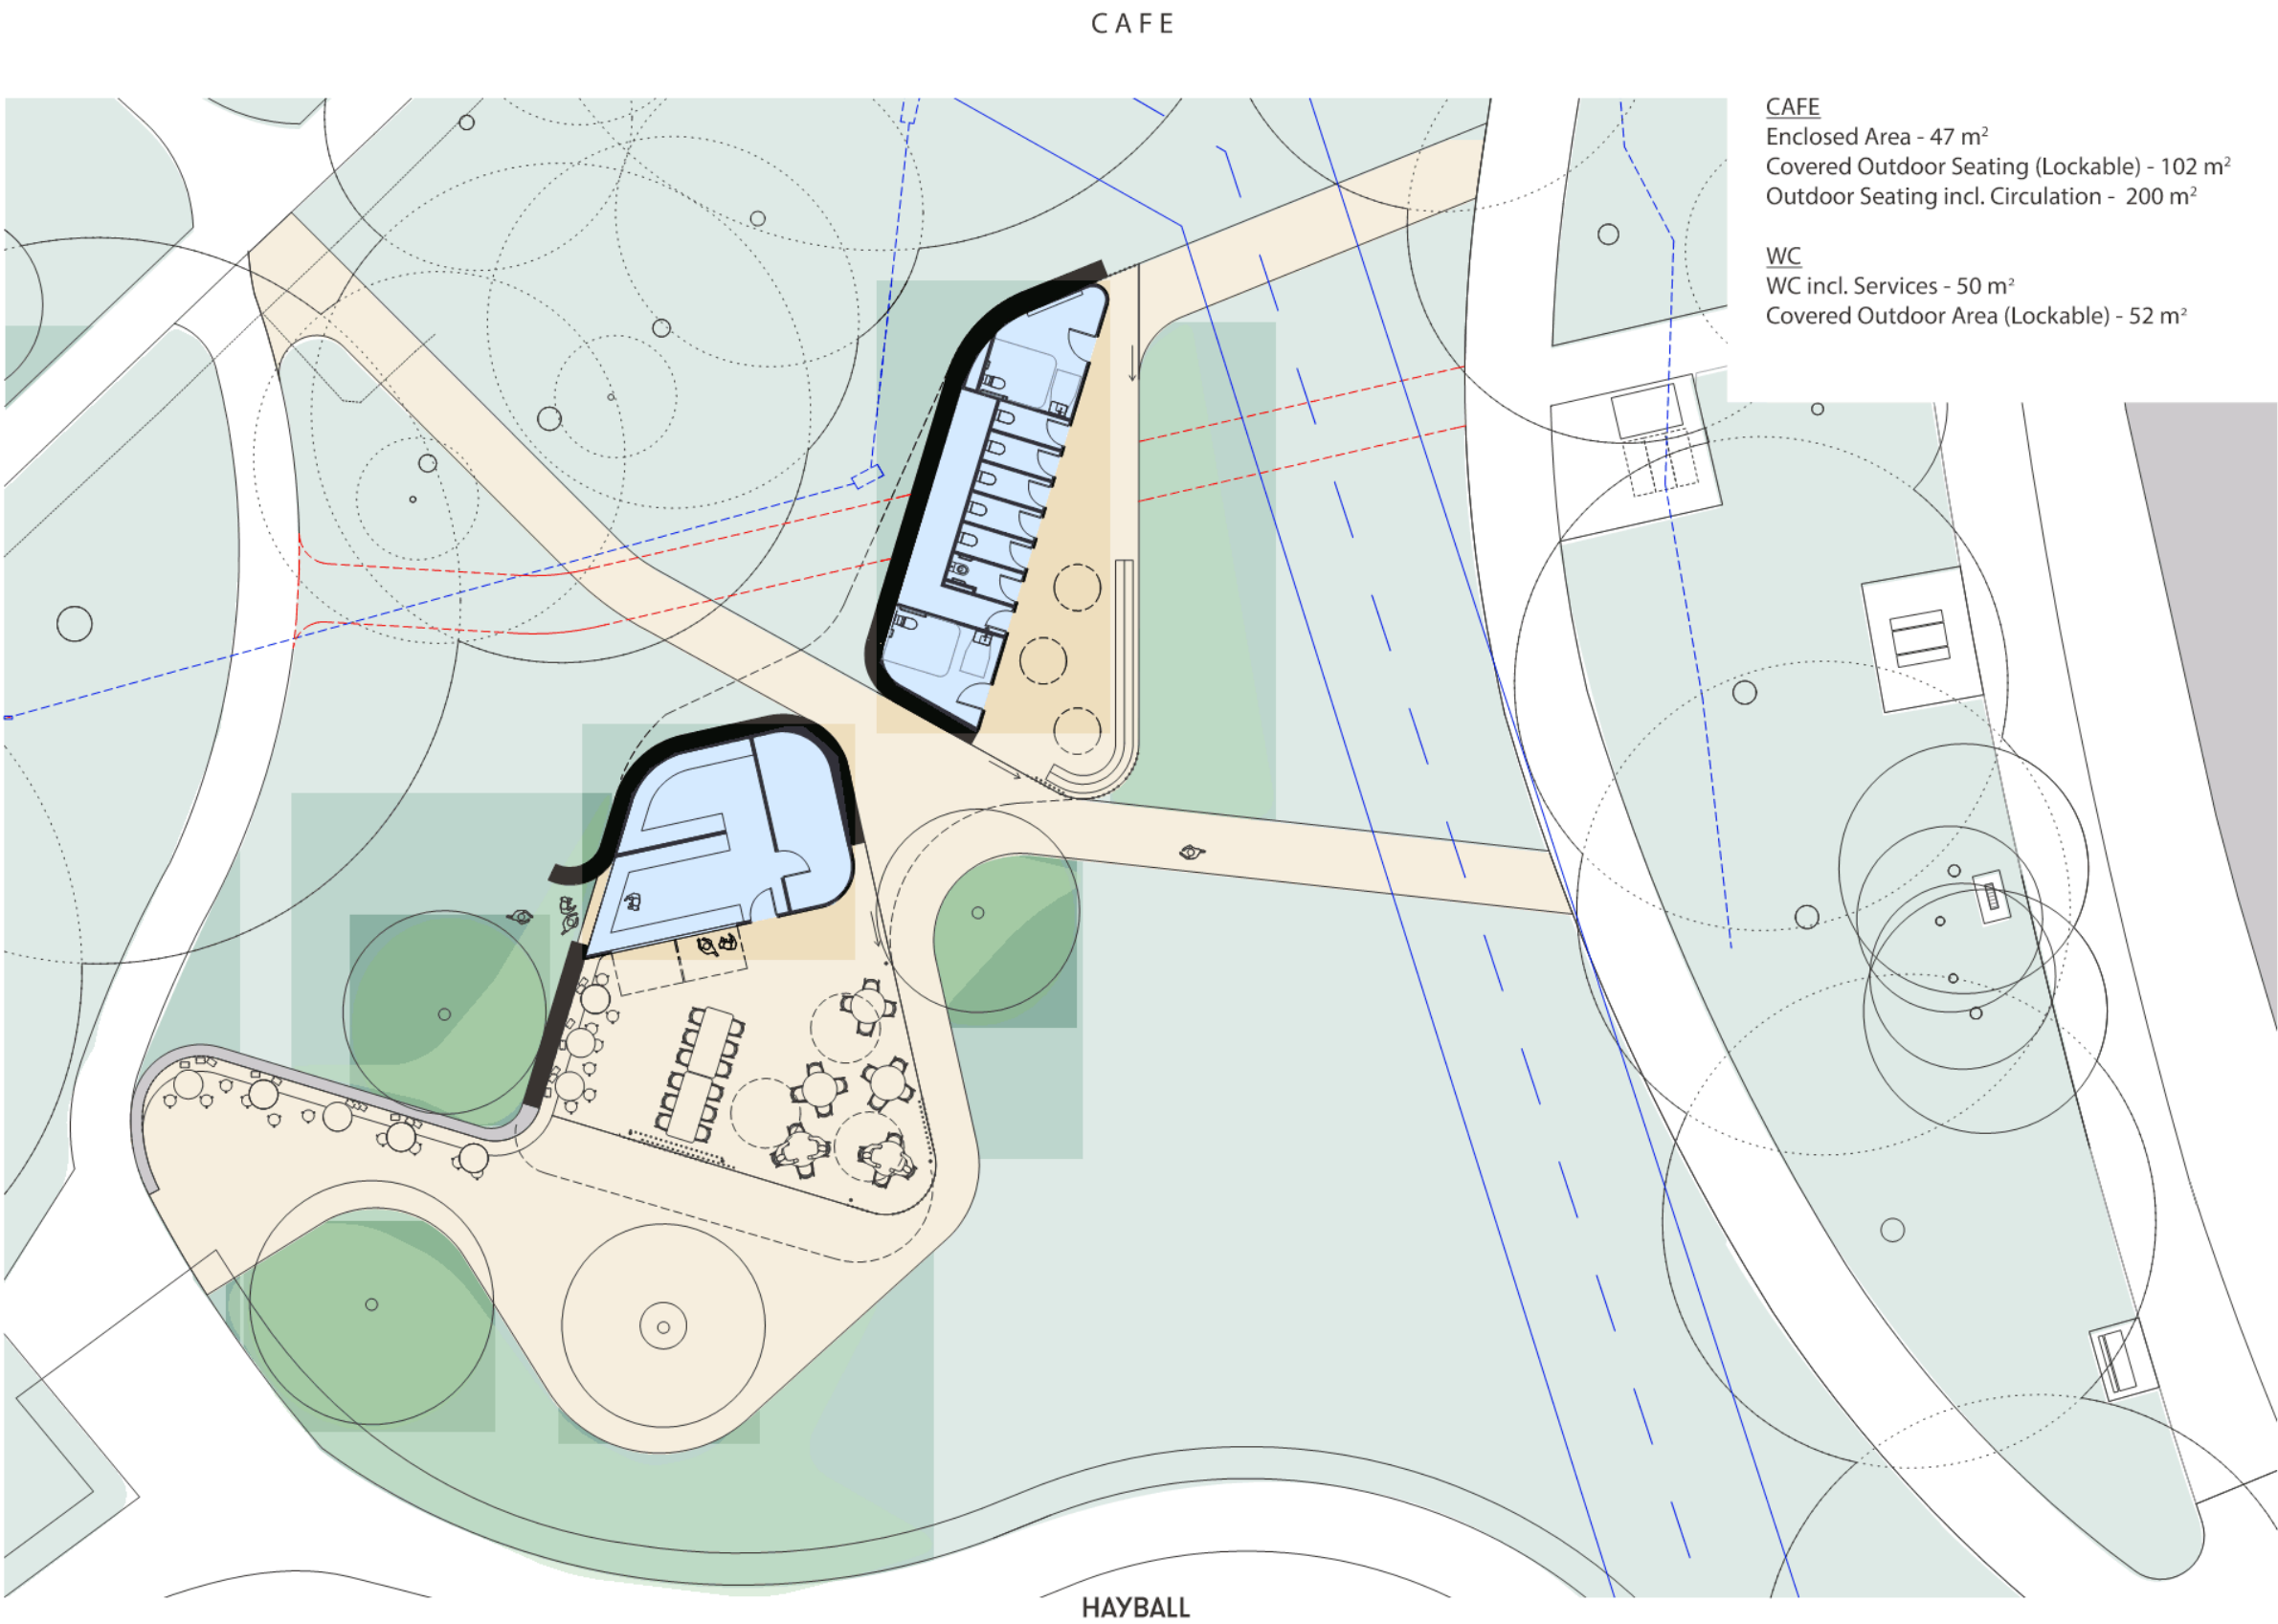 CAFE
CAFE
Enclosed Area - 47 m²
Covered Outdoor Seating (Lockable) - 102 m²
Outdoor Seating incl. Circulation - 200 m²
WC
WC incl. Services - 50 m²
Covered Outdoor Area (Lockable) - 52 m²
HAYBALL